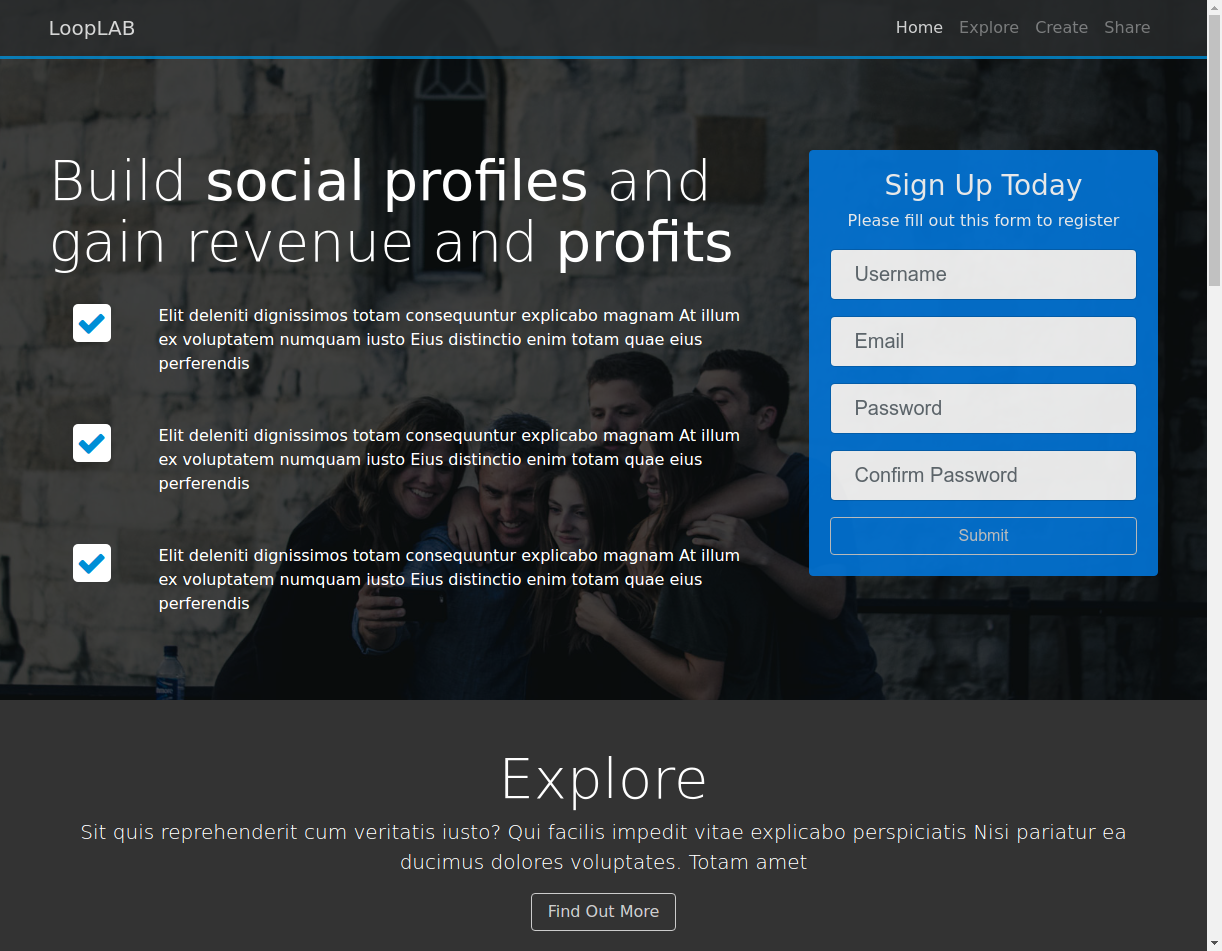 LoopLAB
Home Explore Create Share
Build social profiles and
gain revenue and profits
Elit deleniti dignissimos totam consequuntur explicabo magnam At illum
ex voluptatem numquam iusto Eius distinctio enim totam quae eius
perferendis
Elit deleniti dignissimos totam consequuntur explicabo magnam At illum
ex voluptatem numquam iusto Eius distinctio enim totam quae eius
perferendis
Elit deleniti dignissimos totam consequuntur explicabo magnam At illum
ex voluptatem numquam iusto Eius distinctio enim totam quae eius
perferendis
Sign Up Today
Please fill out this form to register
Username
Email
Password
Confirm Password
Submit
Explore
Sit quis reprehenderit cum veritatis iusto? Qui facilis impedit vitae explicabo perspiciatis Nisi pariatur ea
ducimus dolores voluptates. Totam amet
Find Out More